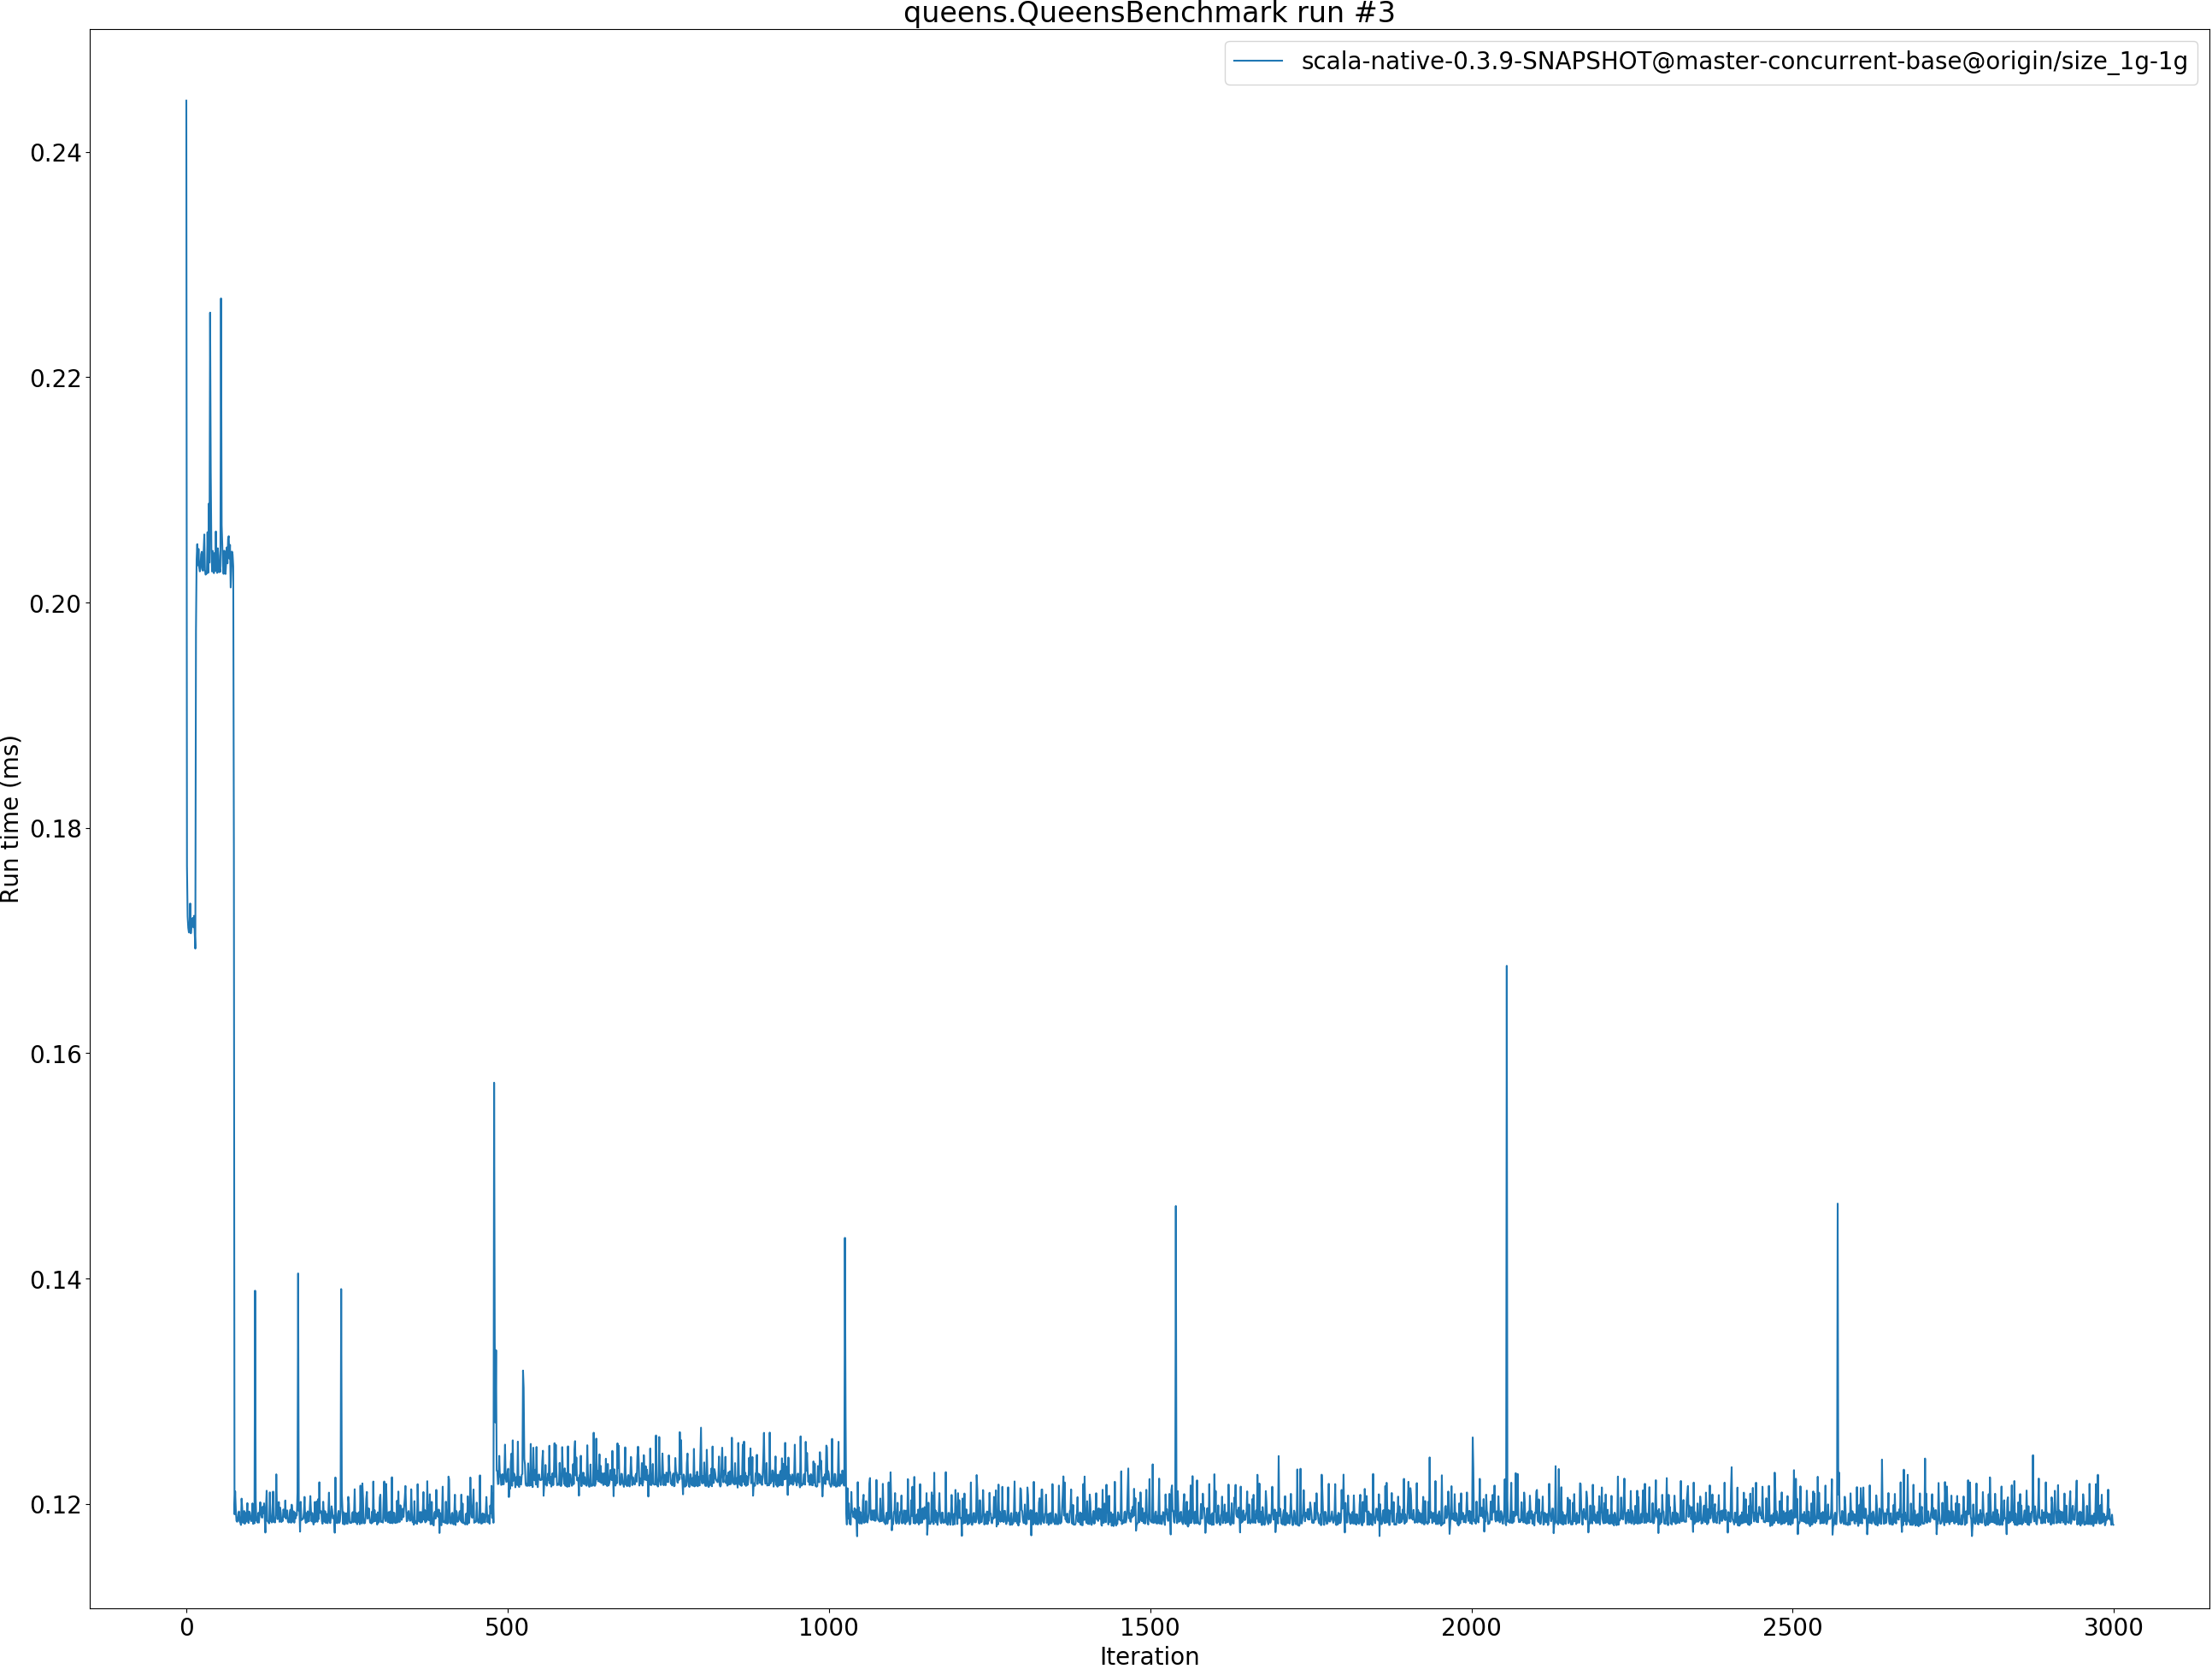 queens.QueensBenchmark run #3
scala-native-0.3.9-SNAPSHOT@master-concurrent-base@origin/size_1g-1g
Run time (ms)
0.24
0.22
0.20
0.18
0.16
0.14
0.12
0 500 1000 1500 2000 2500 3000
Iteration